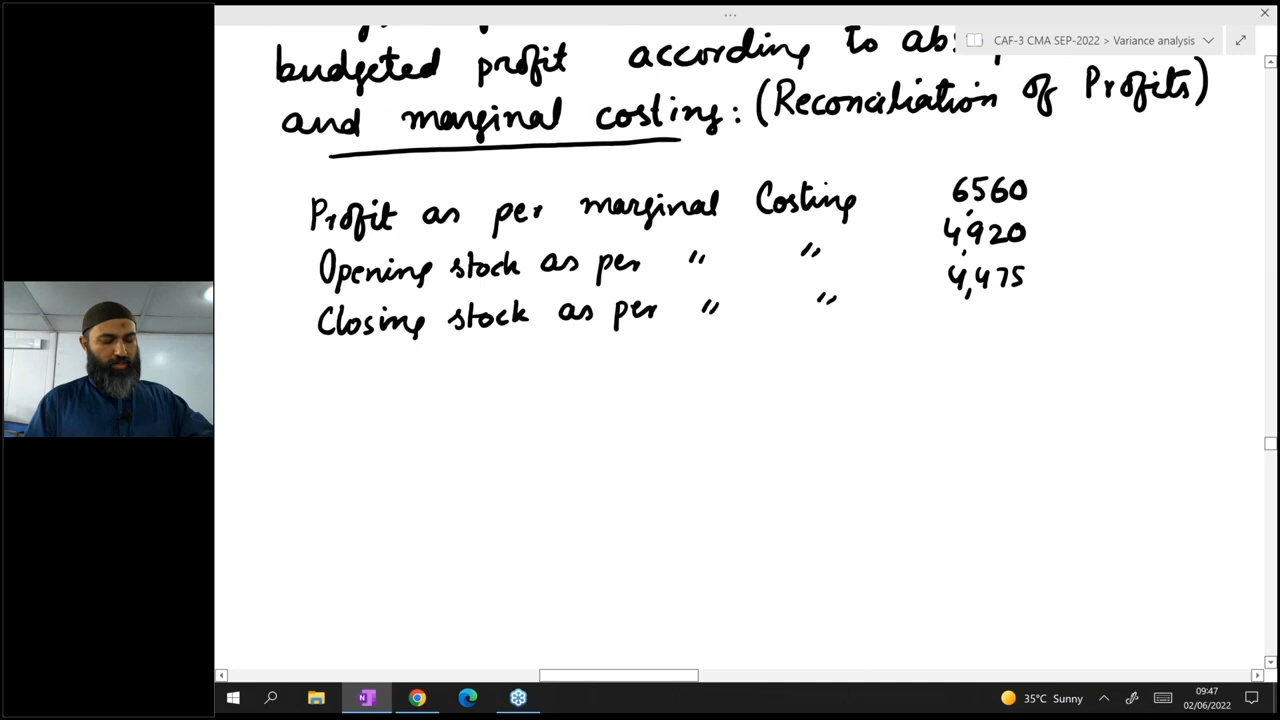 CAF-3 CMA SEP-2022 > Variance analysis
budgeted profit according to
and marginal costing: (Reconciliation of Profits)
Profit as per marginal Costing 6560
Opening stock as per " " 4,920
Closing stock as per " " 4,475
35°C Sunny
09:47
02/06/2022